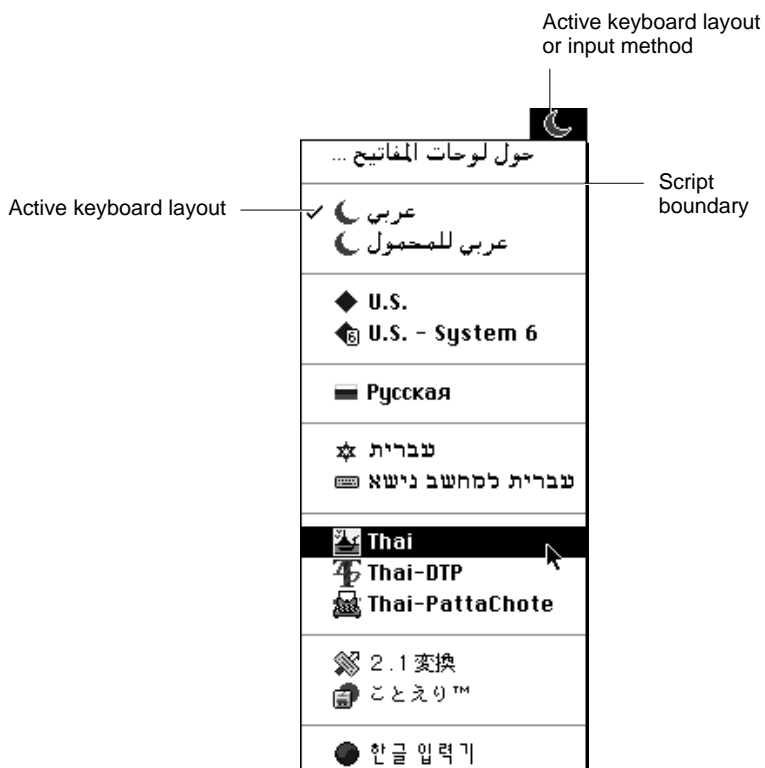 Active keyboard layout
or input method
حول لوحات المفاتيح ...
Script
boundary
Active keyboard layout
عربي
عربي للمحمول
U.S.
6 U.S. - System 6
Русская
עברית
עברית למחשב נישא
Thai
Thai-DTP
Thai-PattaChote
2.1変換
ことえり™
한글 입력기